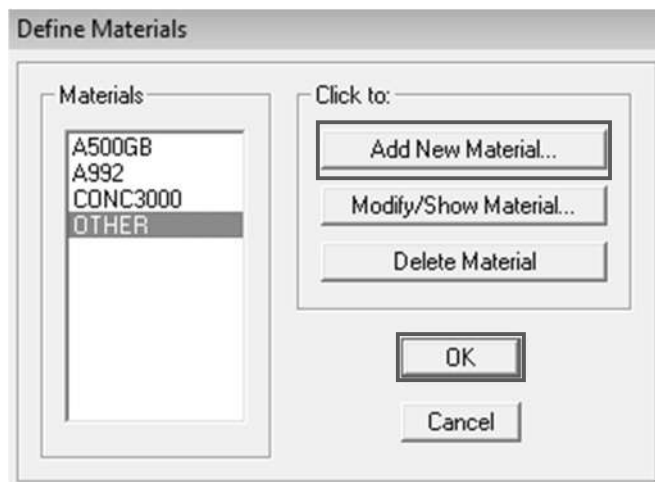 Define Materials
Materials
A500GB
A992
CONC3000
OTHER
Click to:
Add New Material...
Modify/Show Material...
Delete Material
OK
Cancel